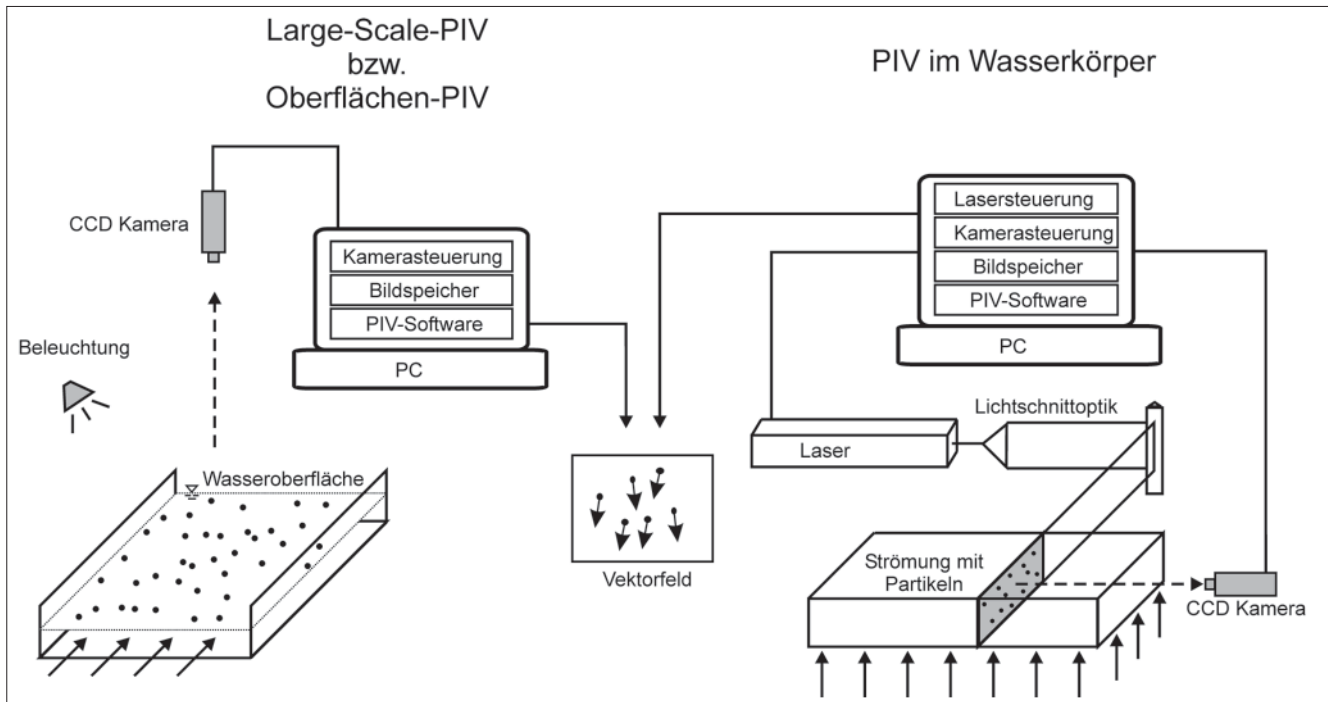 Large-Scale-PIV
bzw.
Oberflächen-PIV
CCD Kamera
Kamerasteuerung
Bildspeicher
PIV-Software
PC
Beleuchtung
Wasseroberfläche
Vektorfeld
PIV im Wasserkörper
Lasersteuerung
Kamerasteuerung
Bildspeicher
PIV-Software
PC
Lichtschnittoptik
Laser
Strömung mit
Partikeln
CCD Kamera